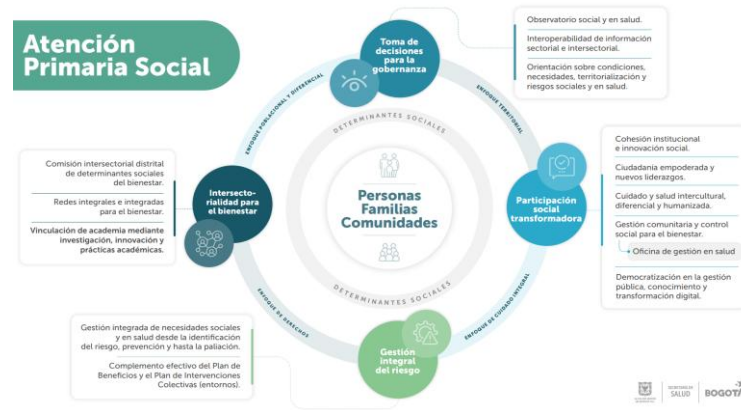 Atención
Primaria Social
Toma de
decisiones
para la
gobernanza
Observatorio social y en salud.
Interoperabilidad de información
sectorial e intersectorial.
Orientación sobre condiciones,
necesidades, territorialización y
riesgos sociales y en salud.
ENFOQUE POBLACIONAL Y DIFERENCIAL
ENFOQUE TERRITORIAL
DETERMINANTES SOCIALES
Comisión intersectorial distrital
de determinantes sociales
del bienestar.
Redes integrales e integradas
para el bienestar.
Vinculación de academia mediante
investigación, innovación y
prácticas académicas.
Intersecto-
rialidad para
el bienestar
Personas
Familias
Comunidades
Participación
social
transformadora
Cohesión institucional
e innovación social.
Ciudadanía empoderada y
nuevos liderazgos.
Cuidado y salud intercultural,
diferencial y humanizada.
Gestión comunitaria y control
social para el bienestar.
Oficina de gestión en salud
Democratización en la gestión
pública, conocimiento y
transformación digital.
DETERMINANTES SOCIALES
ENFOQUE DE DERECHOS
ENFOQUE DE CUIDADO INTEGRAL
Gestión
integral
del riesgo
Gestión integrada de necesidades sociales
y en salud desde la identificación
del riesgo, prevención y hasta la paliación.
Complemento efectivo del Plan de
Beneficios y el Plan de Intervenciones
Colectivas (entornos).
SALUD
BOGOTÁ